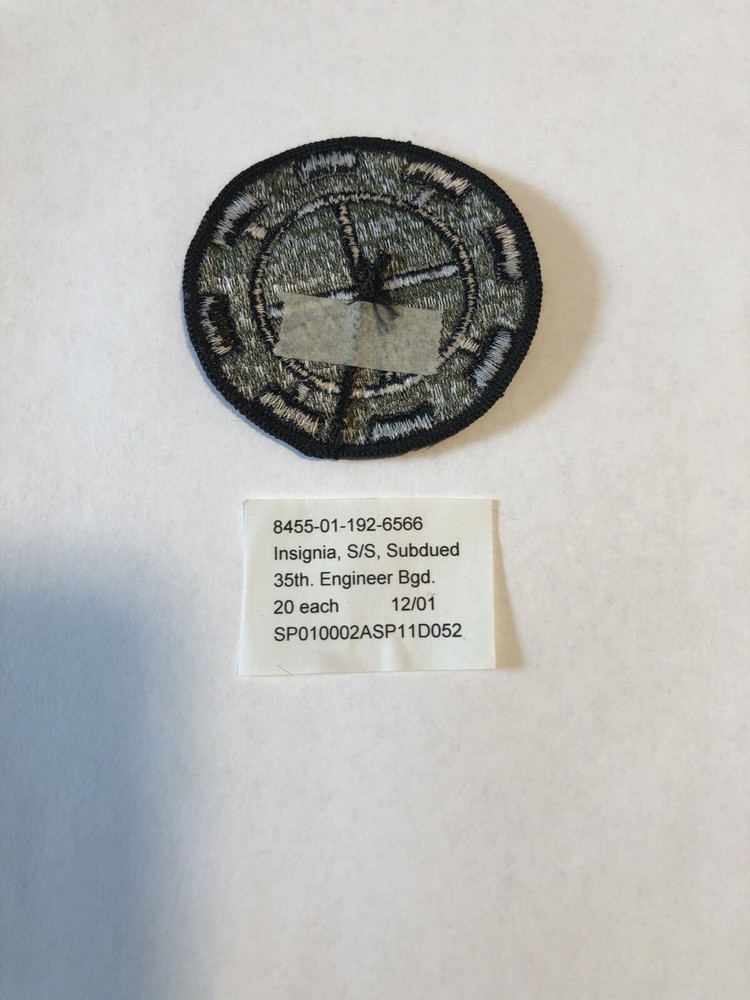 8455-01-192-6566
Insignia, S/S, Subdued
35th. Engineer Bgd.
20 each 12/01
SP010002ASP11D052